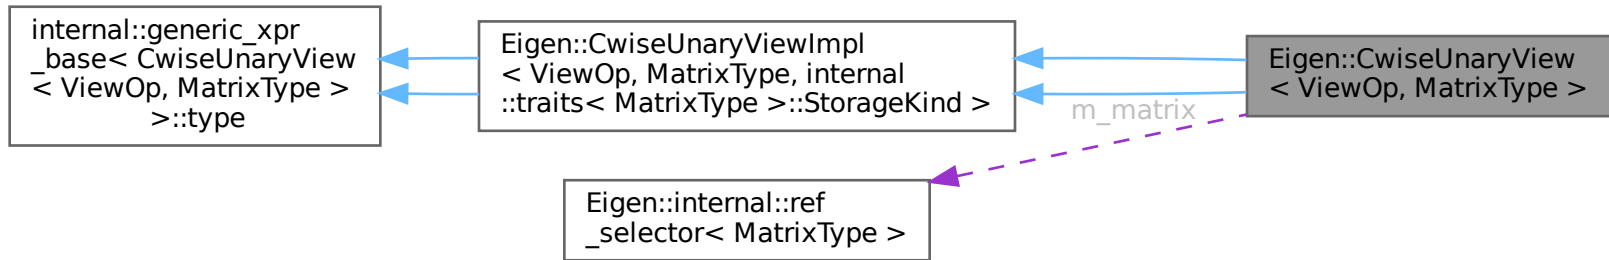 internal::generic_xpr
_base< CwiseUnaryView
< ViewOp, MatrixType >
>::type
Eigen::CwiseUnaryViewImpl
< ViewOp, MatrixType, internal
::traits< MatrixType >::StorageKind >
Eigen::CwiseUnaryView
< ViewOp, MatrixType >
m_matrix
Eigen::internal::ref
_selector< MatrixType >